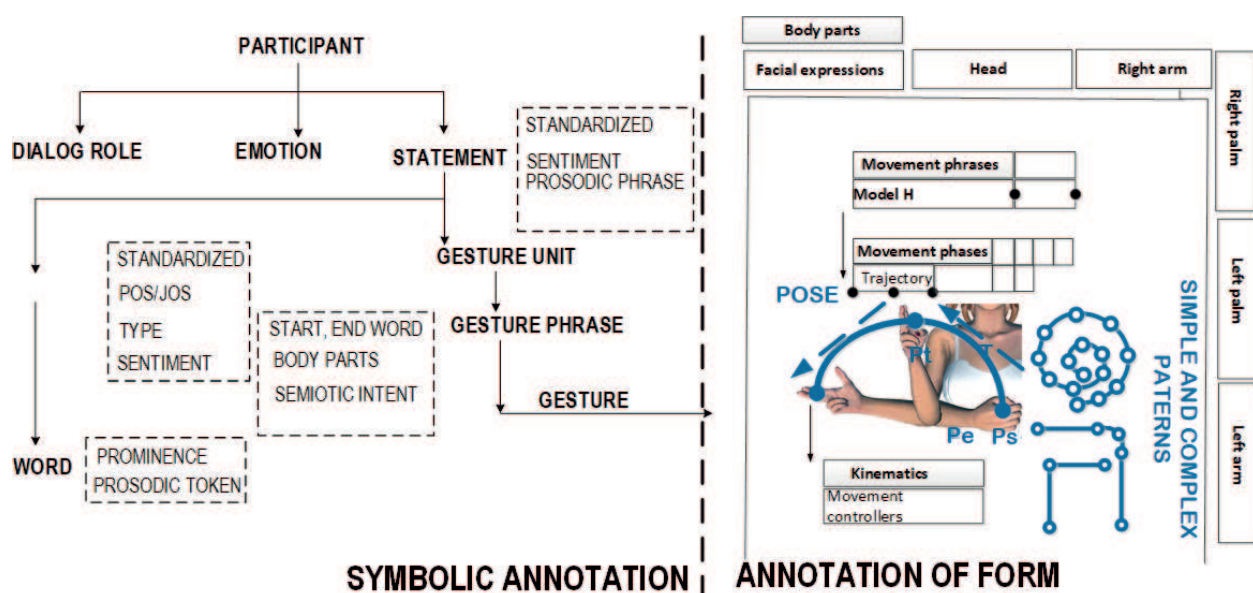 PARTICIPANT
DIALOG ROLE
EMOTION
STATEMENT
STANDARDIZED
SENTIMENT
PROSODIC PHRASE
STANDARDIZED
POS/JOS
TYPE
SENTIMENT
START, END WORD
BODY PARTS
SEMIOTIC INTENT
GESTURE UNIT
GESTURE PHRASE
GESTURE
WORD
PROMINENCE
PROSODIC TOKEN
SYMBOLIC ANNOTATION
Body parts
Facial expressions
Head
Right arm
Right palm
Left palm
Left arm
Movement phrases
Model H
Movement phases
Trajectory
POSE
Pt
T
Pe
Ps
SIMPLE AND COMPLEX
PATERNS
Kinematics
Movement
controllers
ANNOTATION OF FORM